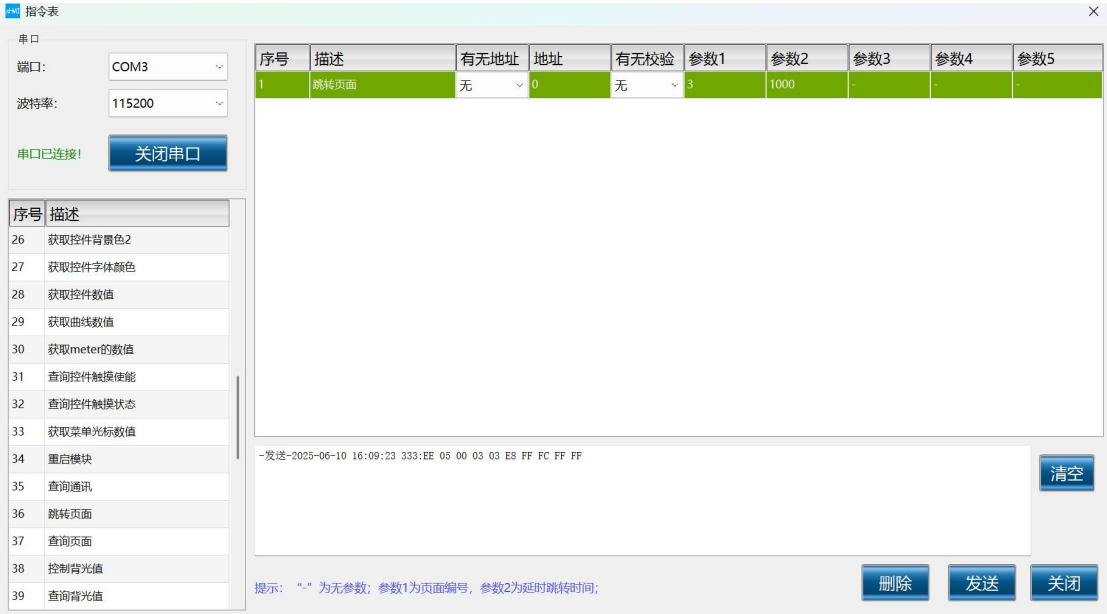 sHMI 指令表
串口
端口: COM3
波特率: 115200
串口已连接! 关闭串口
序号 描述
26 获取控件背景色2
27 获取控件字体颜色
28 获取控件数值
29 获取曲线数值
30 获取meter的数值
31 查询控件触摸使能
32 查询控件触摸状态
33 获取菜单光标数值
34 重启模块
35 查询通讯
36 跳转页面
37 查询页面
38 控制背光值
39 查询背光值
序号 描述 有无地址 地址 有无校验 参数1 参数2 参数3 参数4 参数5
1 跳转页面 无 0 无 3 1000 - - -
-发送-2025-06-10 16:09:23 333:EE 05 00 03 03 E8 FF FC FF FF
清空
提示: “-”为无参数; 参数1为页面编号, 参数2为延时跳转时间;
删除 发送 关闭